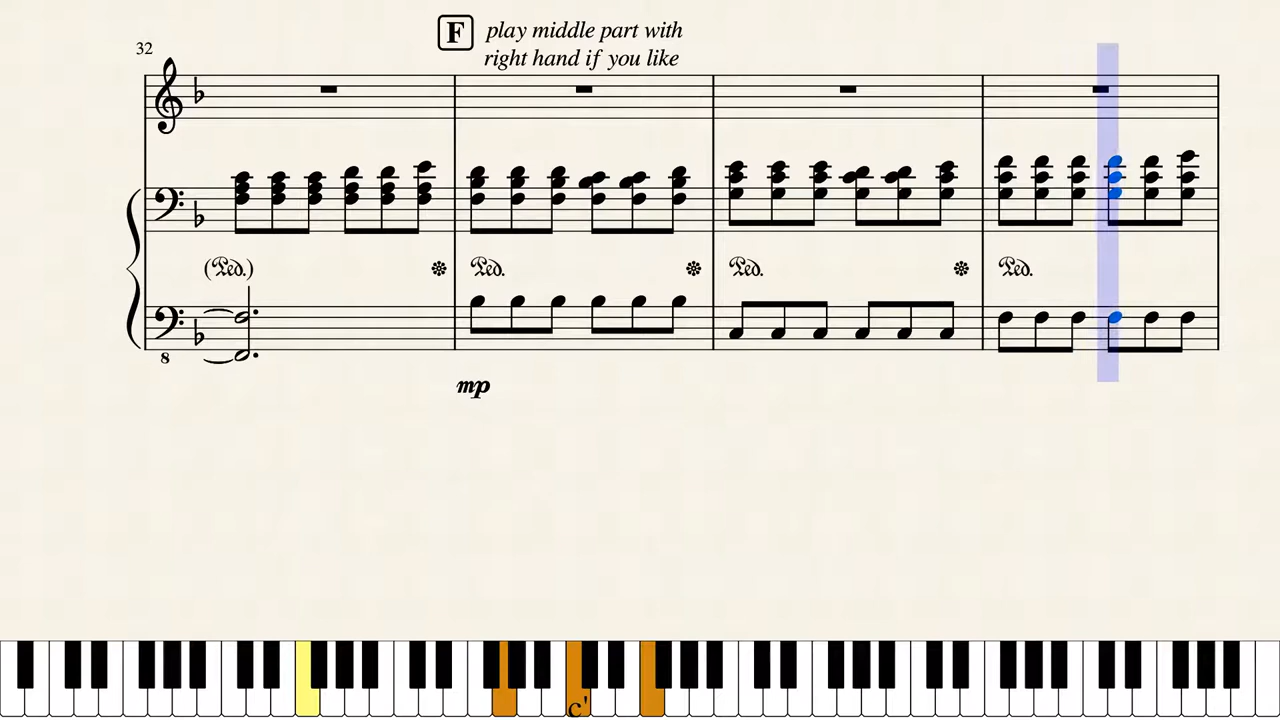 32
F play middle part with
right hand if you like
(Ped.) Ped. Ped. Ped.
8
mp
c'